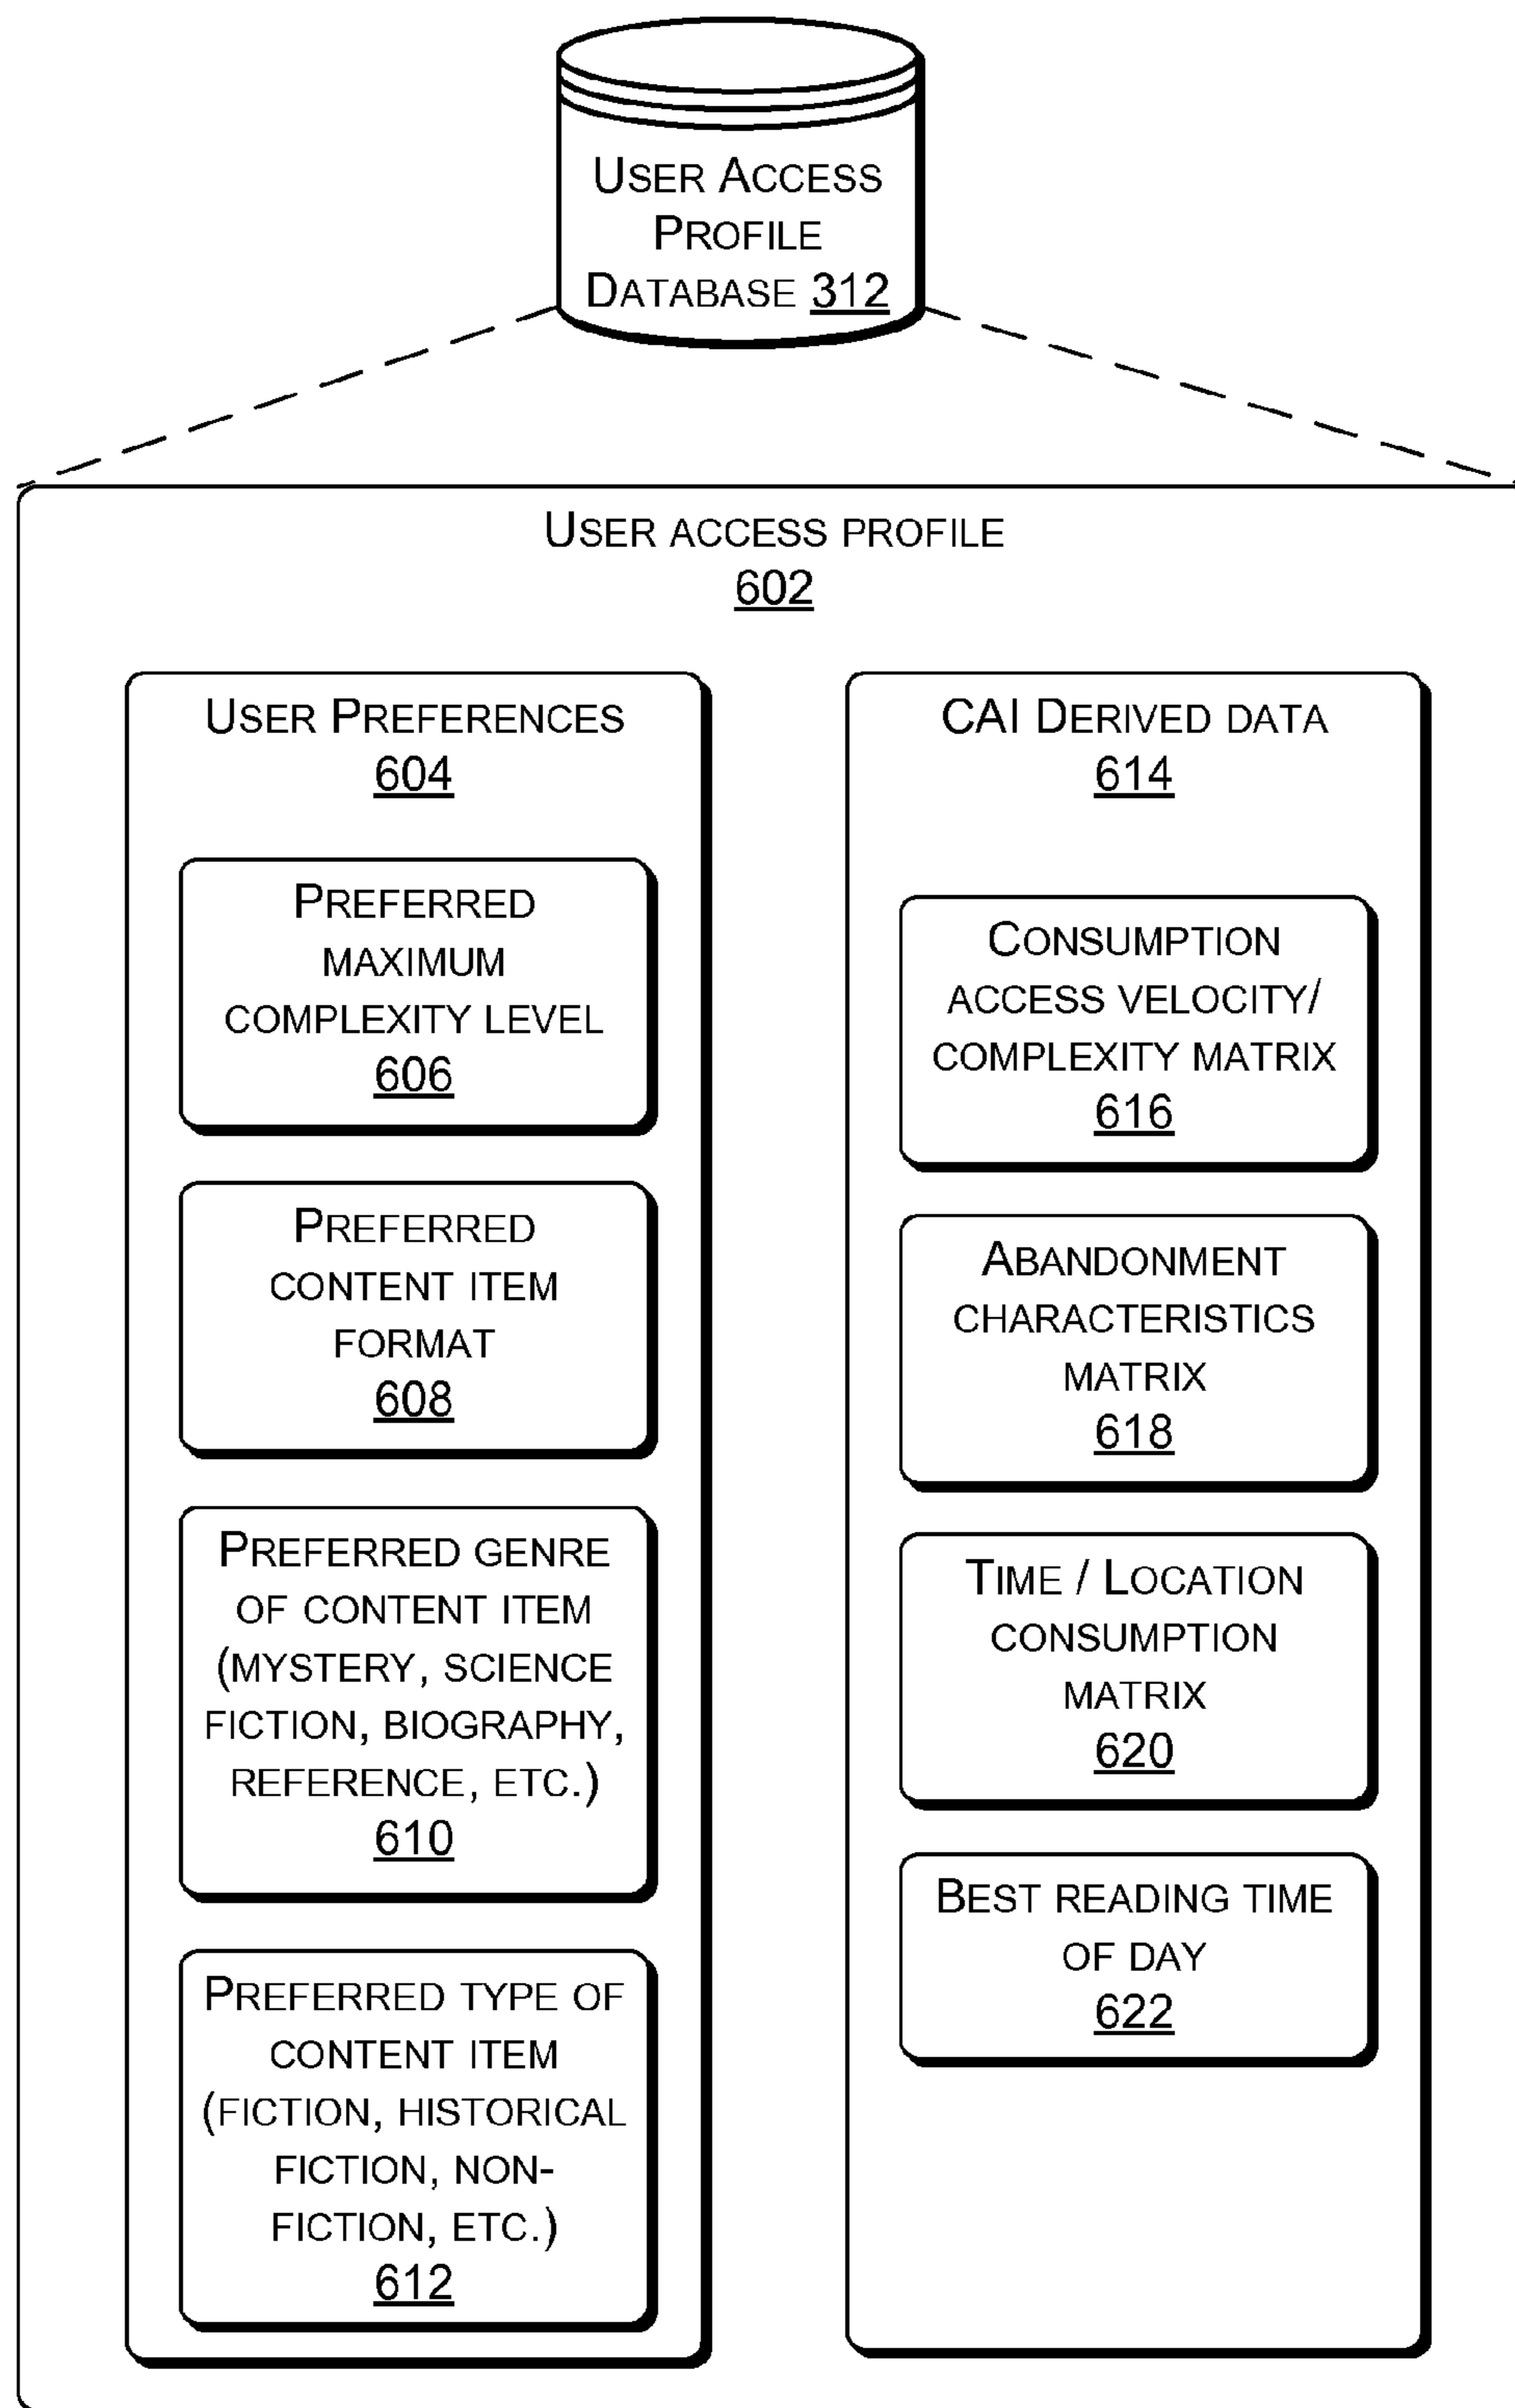 USER ACCESS
PROFILE
DATABASE 312
USER ACCESS PROFILE
602
USER PREFERENCES
604
PREFERRED
MAXIMUM
COMPLEXITY LEVEL
606
PREFERRED
CONTENT ITEM
FORMAT
608
PREFERRED GENRE
OF CONTENT ITEM
(MYSTERY, SCIENCE
FICTION, BIOGRAPHY,
REFERENCE, ETC.)
610
PREFERRED TYPE OF
CONTENT ITEM
(FICTION, HISTORICAL
FICTION, NON-
FICTION, ETC.)
612
CAI DERIVED DATA
614
CONSUMPTION
ACCESS VELOCITY/
COMPLEXITY MATRIX
616
ABANDONMENT
CHARACTERISTICS
MATRIX
618
TIME / LOCATION
CONSUMPTION
MATRIX
620
BEST READING TIME
OF DAY
622